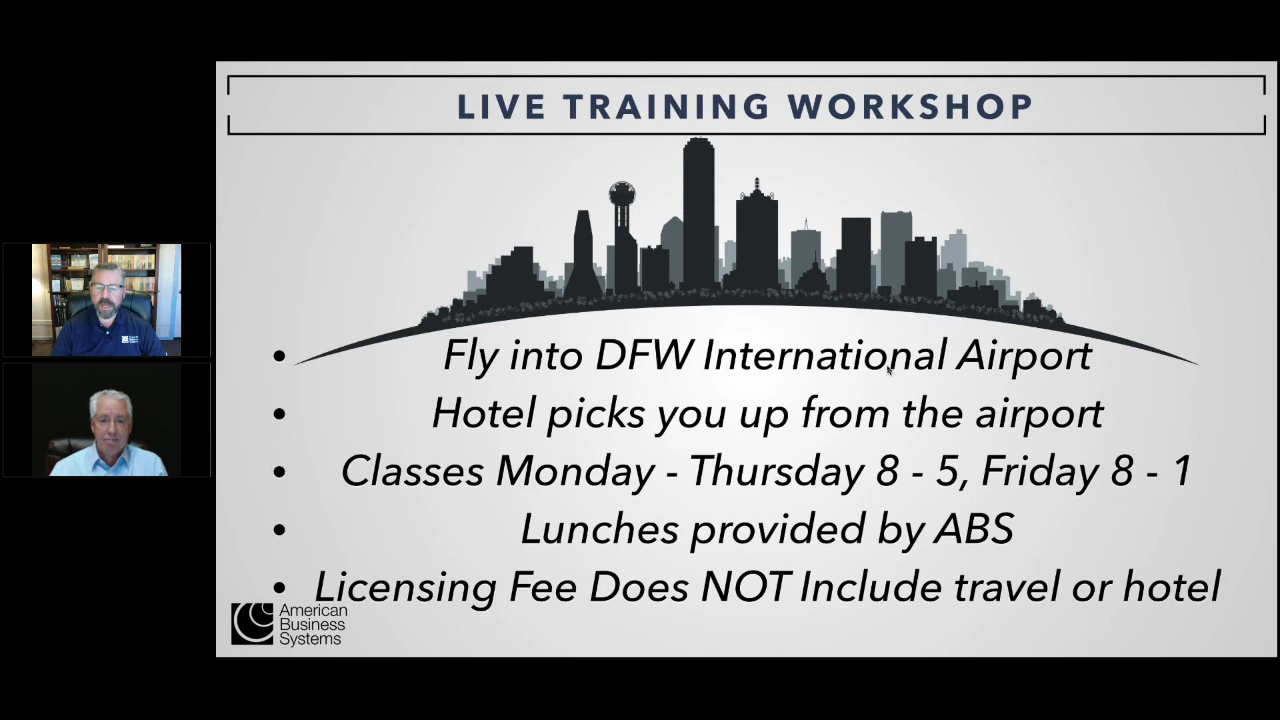 LIVE TRAINING WORKSHOP
• Fly into DFW International Airport
• Hotel picks you up from the airport
• Classes Monday - Thursday 8 - 5, Friday 8 - 1
• Lunches provided by ABS
• Licensing Fee Does NOT Include travel or hotel
American
Business
Systems